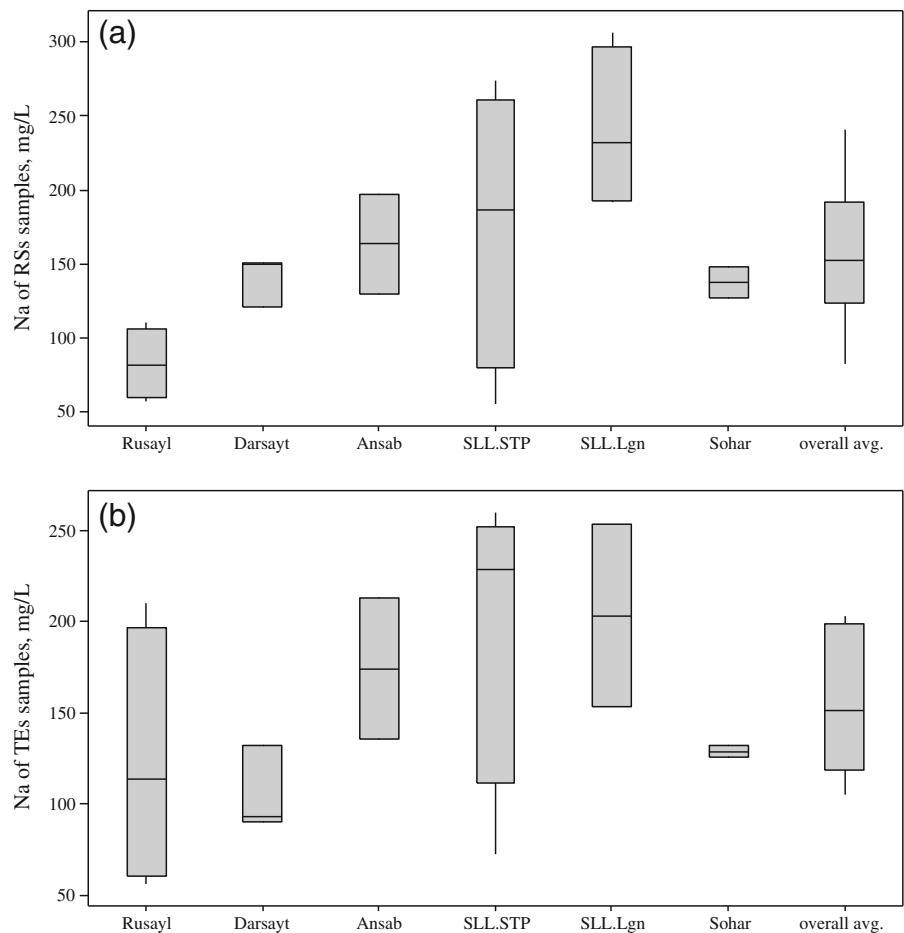 (a)
Na of RSs samples, mg/L
300
250
200
150
100
50
Rusayl Darsayt Ansab SLL.STP SLL.Lgn Sohar overall avg.
(b)
Na of TEs samples, mg/L
250
200
150
100
50
Rusayl Darsayt Ansab SLL.STP SLL.Lgn Sohar overall avg.